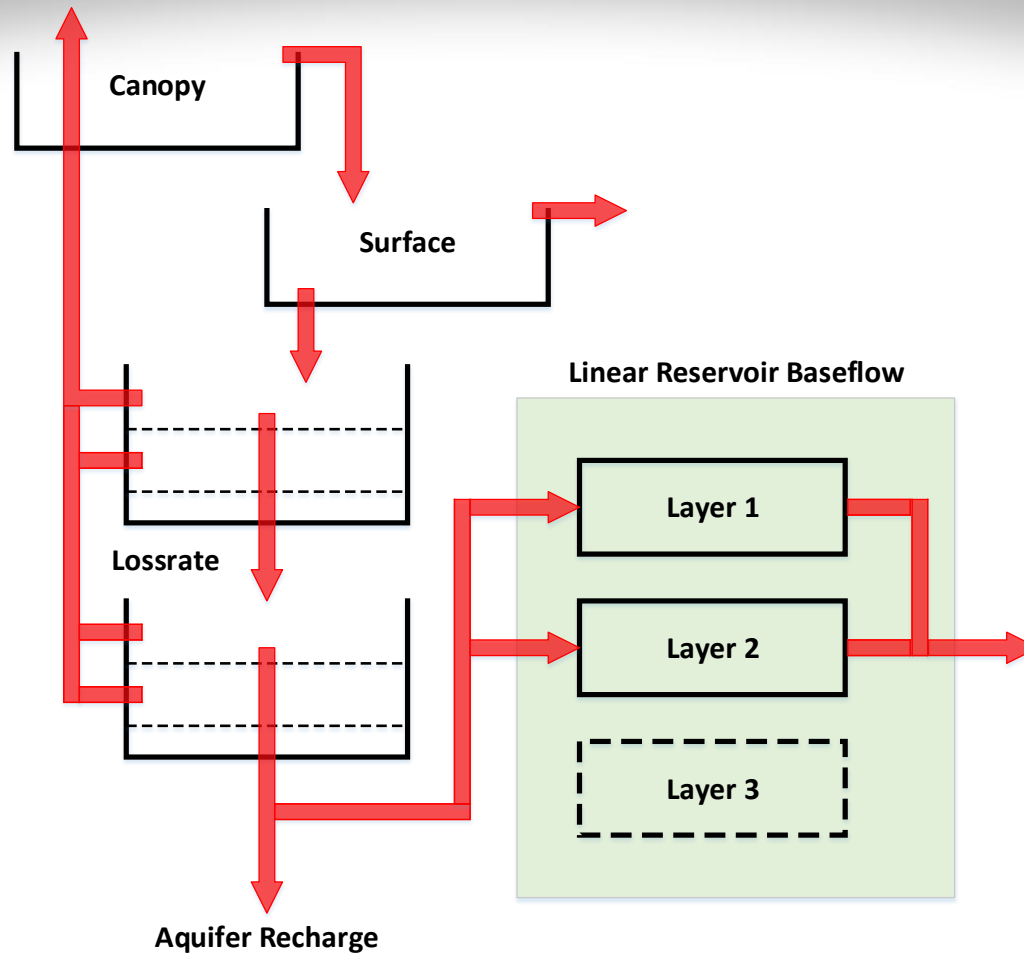 Canopy
Surface
Linear Reservoir Baseflow
Layer 1
Lossrate
Layer 2
Layer 3
Aquifer Recharge